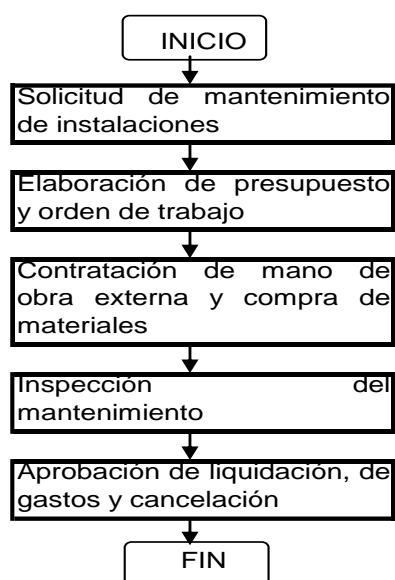 INICIO
Solicitud de mantenimiento
de instalaciones
Elaboración de presupuesto
y orden de trabajo
Contratación de mano de
obra externa y compra de
materiales
Inspección del
mantenimiento
Aprobación de liquidación, de
gastos y cancelación
FIN